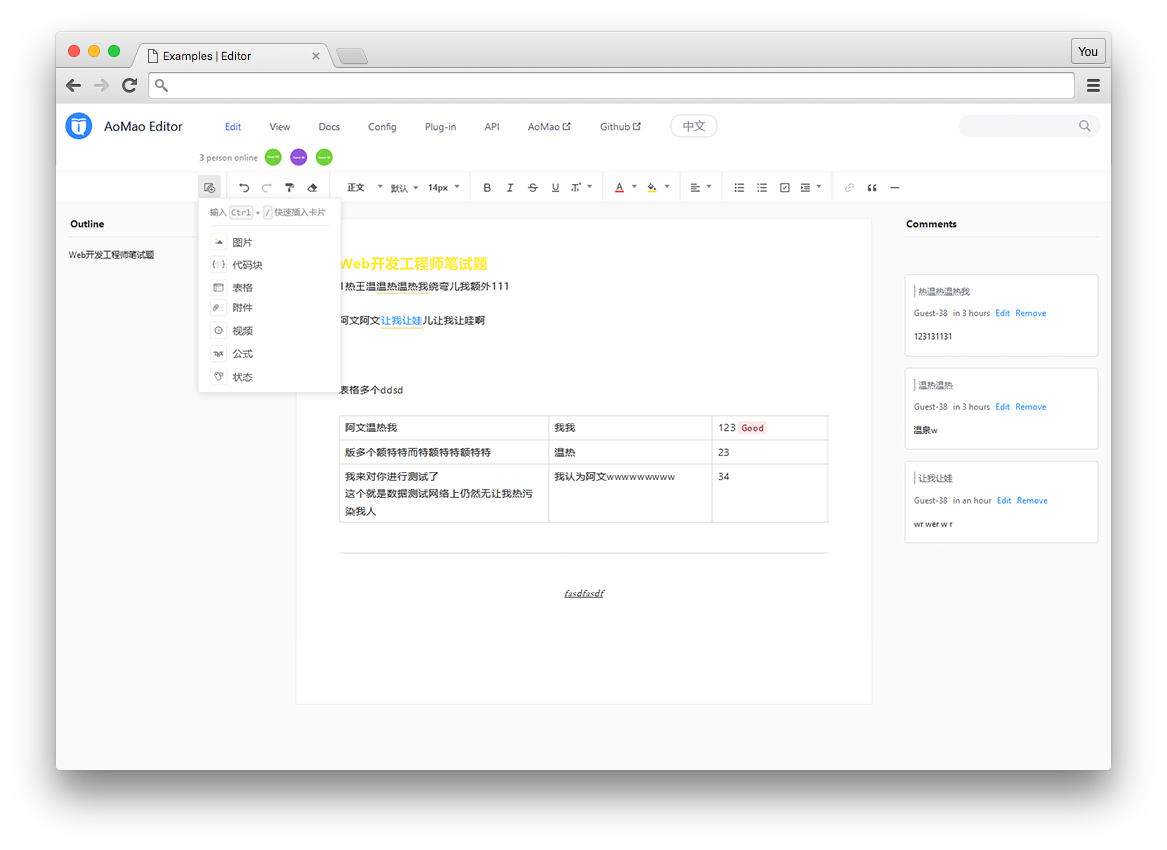 Examples | Editor
You
AoMao Editor
Edit
View
Docs
Config
Plug-in
API
AoMao
Github
中文
3 person online
正文
默认
14px
B
I
S
U
T
A
输入 Ctrl + / 快速插入卡片
图片
代码块
表格
附件
视频
公式
状态
Outline
Web开发工程师笔试题
Web开发工程师笔试题
1热王温温热温热我绕弯儿我额外111
阿文阿文让我让娃儿让我让哇啊
表格多个ddsd
阿文温热我
我我
123 Good
版多个额特特而特额特特额特特
温热
23
我来对你进行测试了
这个就是数据测试网络上仍然无让我热污
染我人
我认为阿文wwwwwwwww
34
fasdfasdf
Comments
热温热温热我
Guest-38 in 3 hours Edit Remove
123131131
温热温热
Guest-38 in 3 hours Edit Remove
温泉w
让我让娃
Guest-38 in an hour Edit Remove
wr wer w r